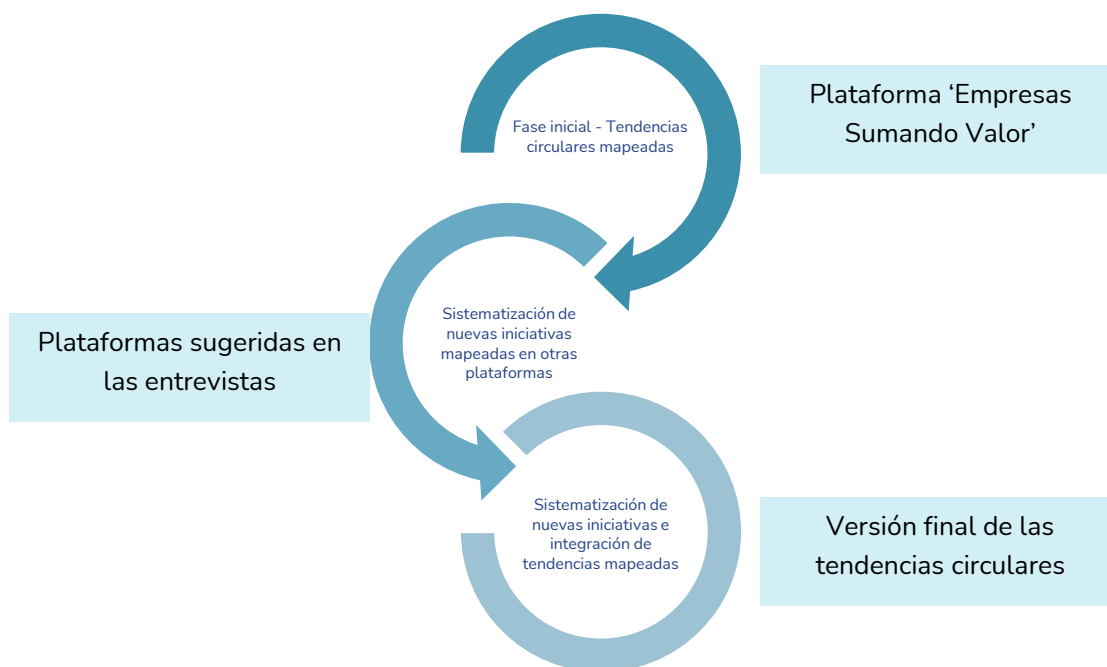 Fase inicial - Tendencias
circulares mapeadas
Plataforma ‘Empresas
Sumando Valor’
Sistematización de
nuevas iniciativas
mapeadas en otras
plataformas
Plataformas sugeridas en
las entrevistas
Sistematización de
nuevas iniciativas e
integración de
tendencias mapeadas
Versión final de las
tendencias circulares